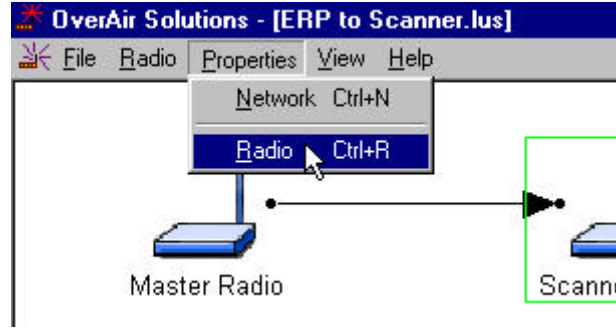 OverAir Solutions - [ERP to Scanner.lus]
File Radio Properties View Help
Network Ctrl+N
Radio Ctrl+R
Master Radio